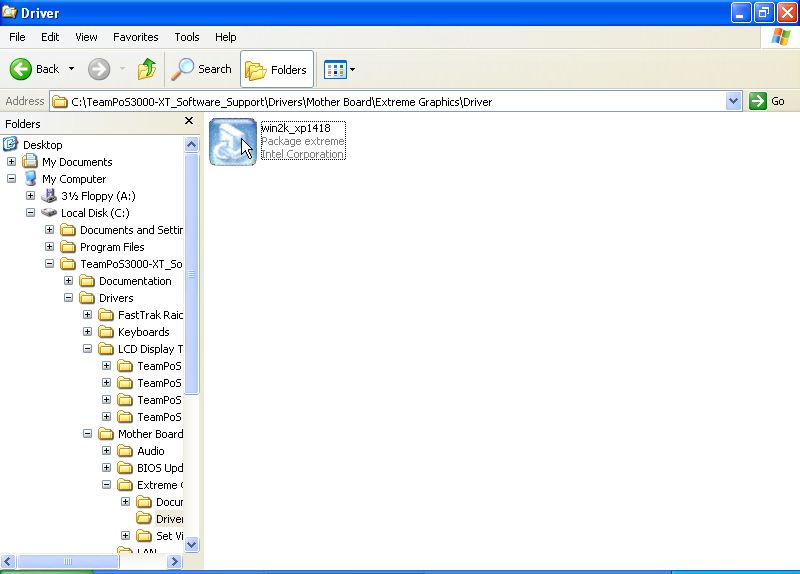 Driver
File Edit View Favorites Tools Help
Back Search Folders
Address C:\TeamPoS3000-XT_Software_Support\Drivers\Mother Board\Extreme Graphics\Driver Go
Folders
Desktop
My Documents
My Computer
3½ Floppy (A:)
Local Disk (C:)
Documents and Settin
Program Files
TeamPoS3000-XT_So
Documentation
Drivers
FastTrak Raid
Keyboards
LCD Display T
TeamPoS
TeamPoS
TeamPoS
TeamPoS
Mother Board
Audio
BIOS Upd
Extreme G
Docum
Driver
Set Vi
LAN
win2k_xp1418
Package extreme
Intel Corporation